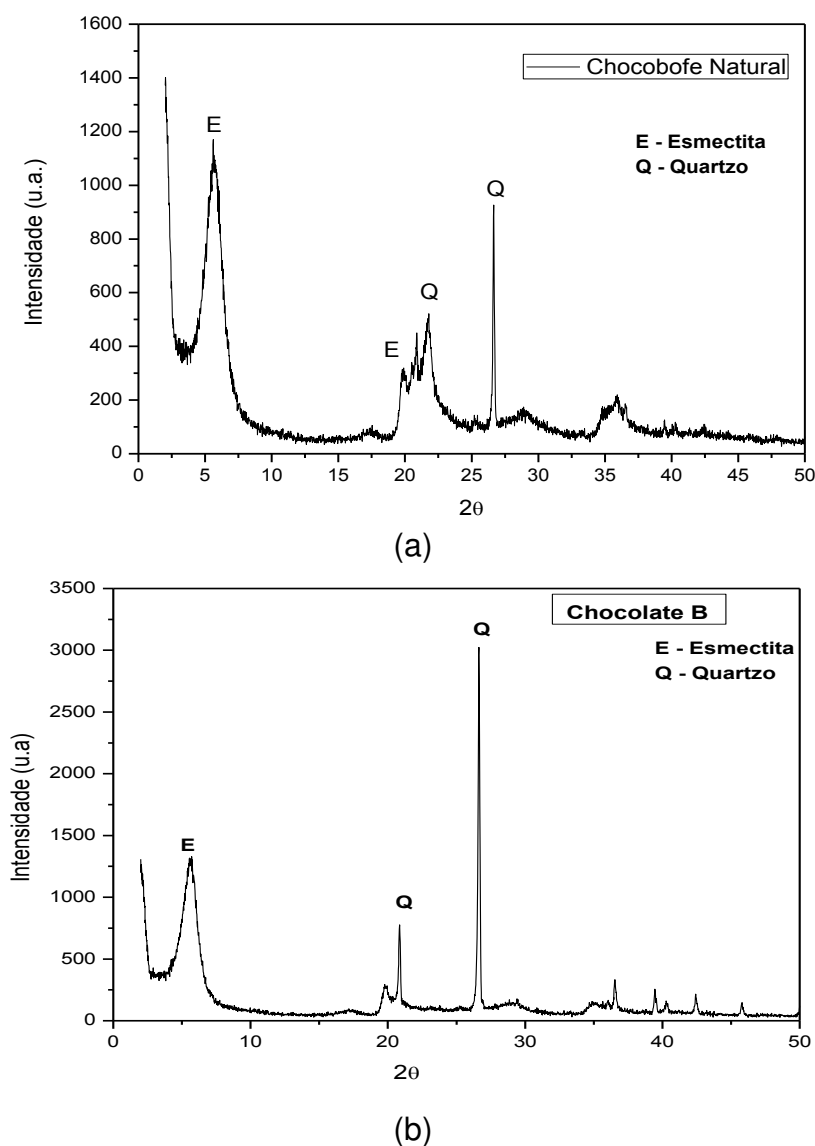 1600
1400
1200
1000
800
600
400
200
0
Intensidade (u.a.)
Chocobofe Natural
E - Esmectita
Q - Quartzo
E
E
Q
Q
0 5 10 15 20 25 30 35 40 45 50
2θ
(a)
3500
3000
2500
2000
1500
1000
500
0
Intensidade (u.a)
Chocolate B
E - Esmectita
Q - Quartzo
E
Q
Q
0 10 20 30 40 50
2θ
(b)